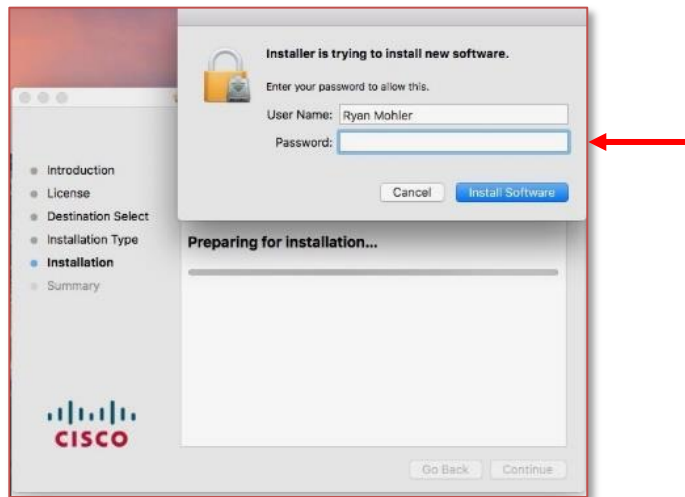 Installer is trying to install new software.
Enter your password to allow this.
User Name: Ryan Mohler
Password:
Cancel Install Software
Introduction
License
Destination Select
Installation Type
Installation
Summary
Preparing for installation...
CISCO
Go Back Continue